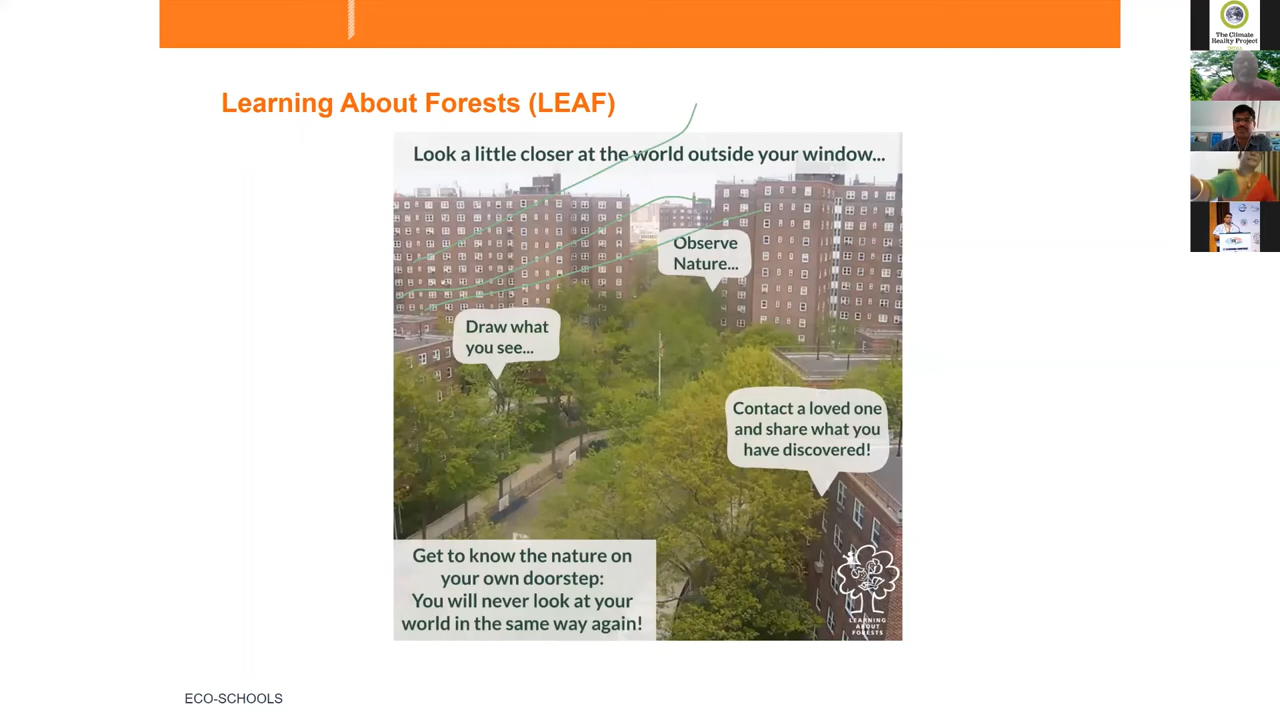 Learning About Forests (LEAF)
Look a little closer at the world outside your window...
Observe
Nature...
Draw what
you see...
Contact a loved one
and share what you
have discovered!
Get to know the nature on
your own doorstep:
You will never look at your
world in the same way again!
LEARNING
ABOUT
FORESTS
ECO-SCHOOLS
The Climate
Reality Project
INDIA